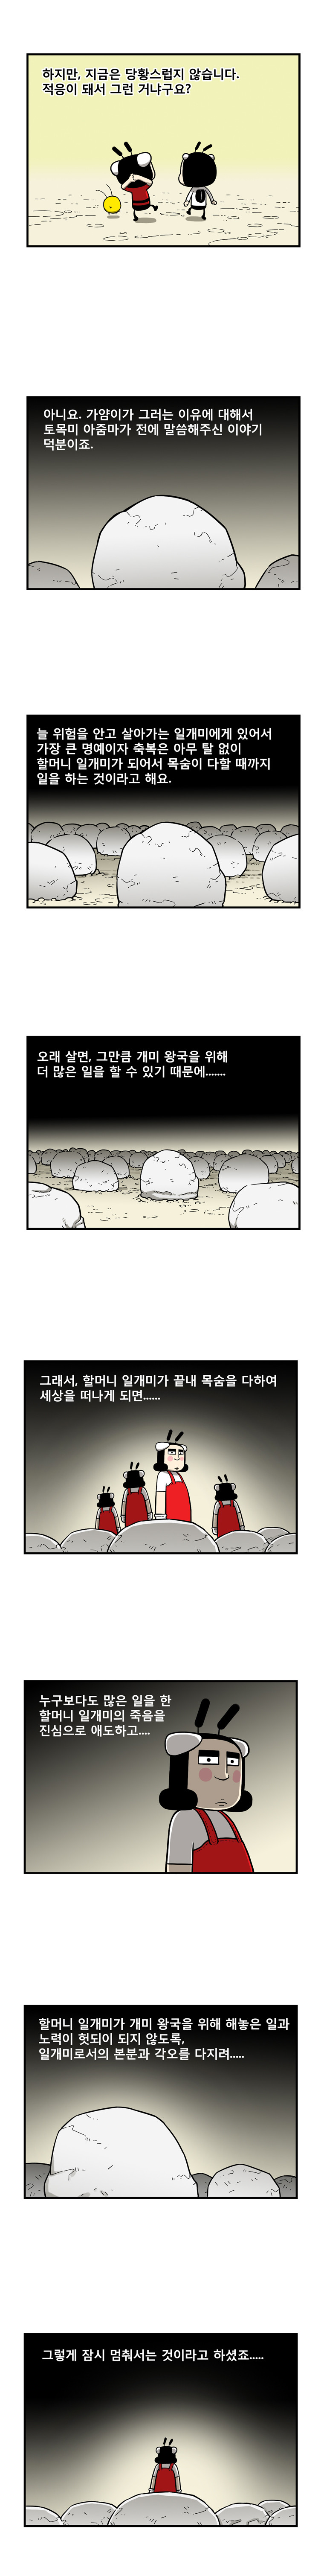 하지만, 지금은 당황스럽지 않습니다.
적응이 돼서 그런 거냐구요?
아니요. 가얌이가 그러는 이유에 대해서
토목미 아줌마가 전에 말씀해주신 이야기
덕분이죠.
늘 위험을 안고 살아가는 일개미에게 있어서
가장 큰 명예이자 축복은 아무 탈 없이
할머니 일개미가 되어서 목숨이 다할 때까지
일을 하는 것이라고 해요.
오래 살면, 그만큼 개미 왕국을 위해
더 많은 일을 할 수 있기 때문에.......
그래서, 할머니 일개미가 끝내 목숨을 다하여
세상을 떠나게 되면......
누구보다도 많은 일을 한
할머니 일개미의 죽음을
진심으로 애도하고....
할머니 일개미가 개미 왕국을 위해 해놓은 일과
노력이 헛되이 되지 않도록,
일개미로서의 본분과 각오를 다지려.....
그렇게 잠시 멈춰서는 것이라고 하셨죠.....